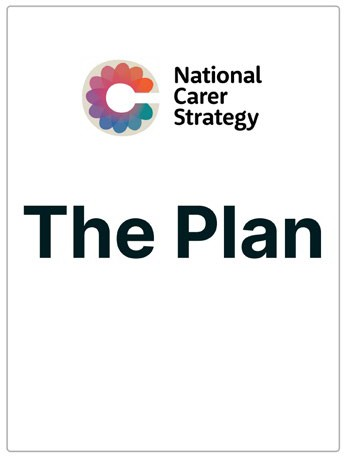 National
Carer
Strategy
The Plan